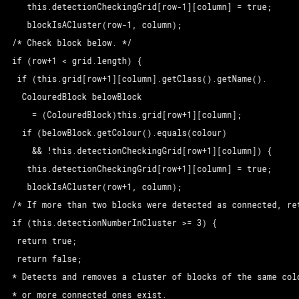 this.detectionCheckingGrid[row-1][column] = true;
blockIsACluster(row-1, column);
/* Check block below. */
if (row+1 < grid.length) {
if (this.grid[row+1][column].getClass().getName().
ColouredBlock belowBlock
= (ColouredBlock)this.grid[row+1][column];
if (belowBlock.getColour().equals(colour)
&& !this.detectionCheckingGrid[row+1][column]) {
this.detectionCheckingGrid[row+1][column] = true;
blockIsACluster(row+1, column);
/* If more than two blocks were detected as connected, ret
if (this.detectionNumberInCluster >= 3) {
return true;
return false;
* Detects and removes a cluster of blocks of the same colo
* or more connected ones exist.